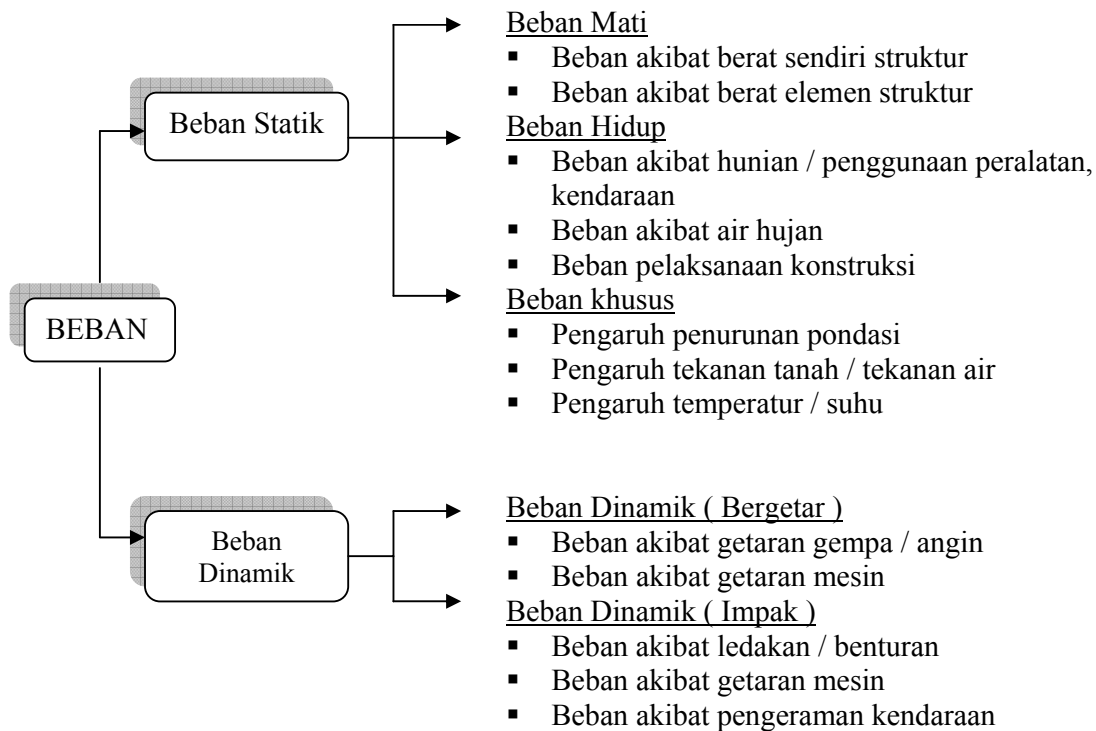 BEBAN
Beban Statik
Beban Mati
▪ Beban akibat berat sendiri struktur
▪ Beban akibat berat elemen struktur
Beban Hidup
▪ Beban akibat hunian / penggunaan peralatan,
kendaraan
▪ Beban akibat air hujan
▪ Beban pelaksanaan konstruksi
Beban khusus
▪ Pengaruh penurunan pondasi
▪ Pengaruh tekanan tanah / tekanan air
▪ Pengaruh temperatur / suhu
Beban
Dinamik
Beban Dinamik ( Bergetar )
▪ Beban akibat getaran gempa / angin
▪ Beban akibat getaran mesin
Beban Dinamik ( Impak )
▪ Beban akibat ledakan / benturan
▪ Beban akibat getaran mesin
▪ Beban akibat pengeraman kendaraan